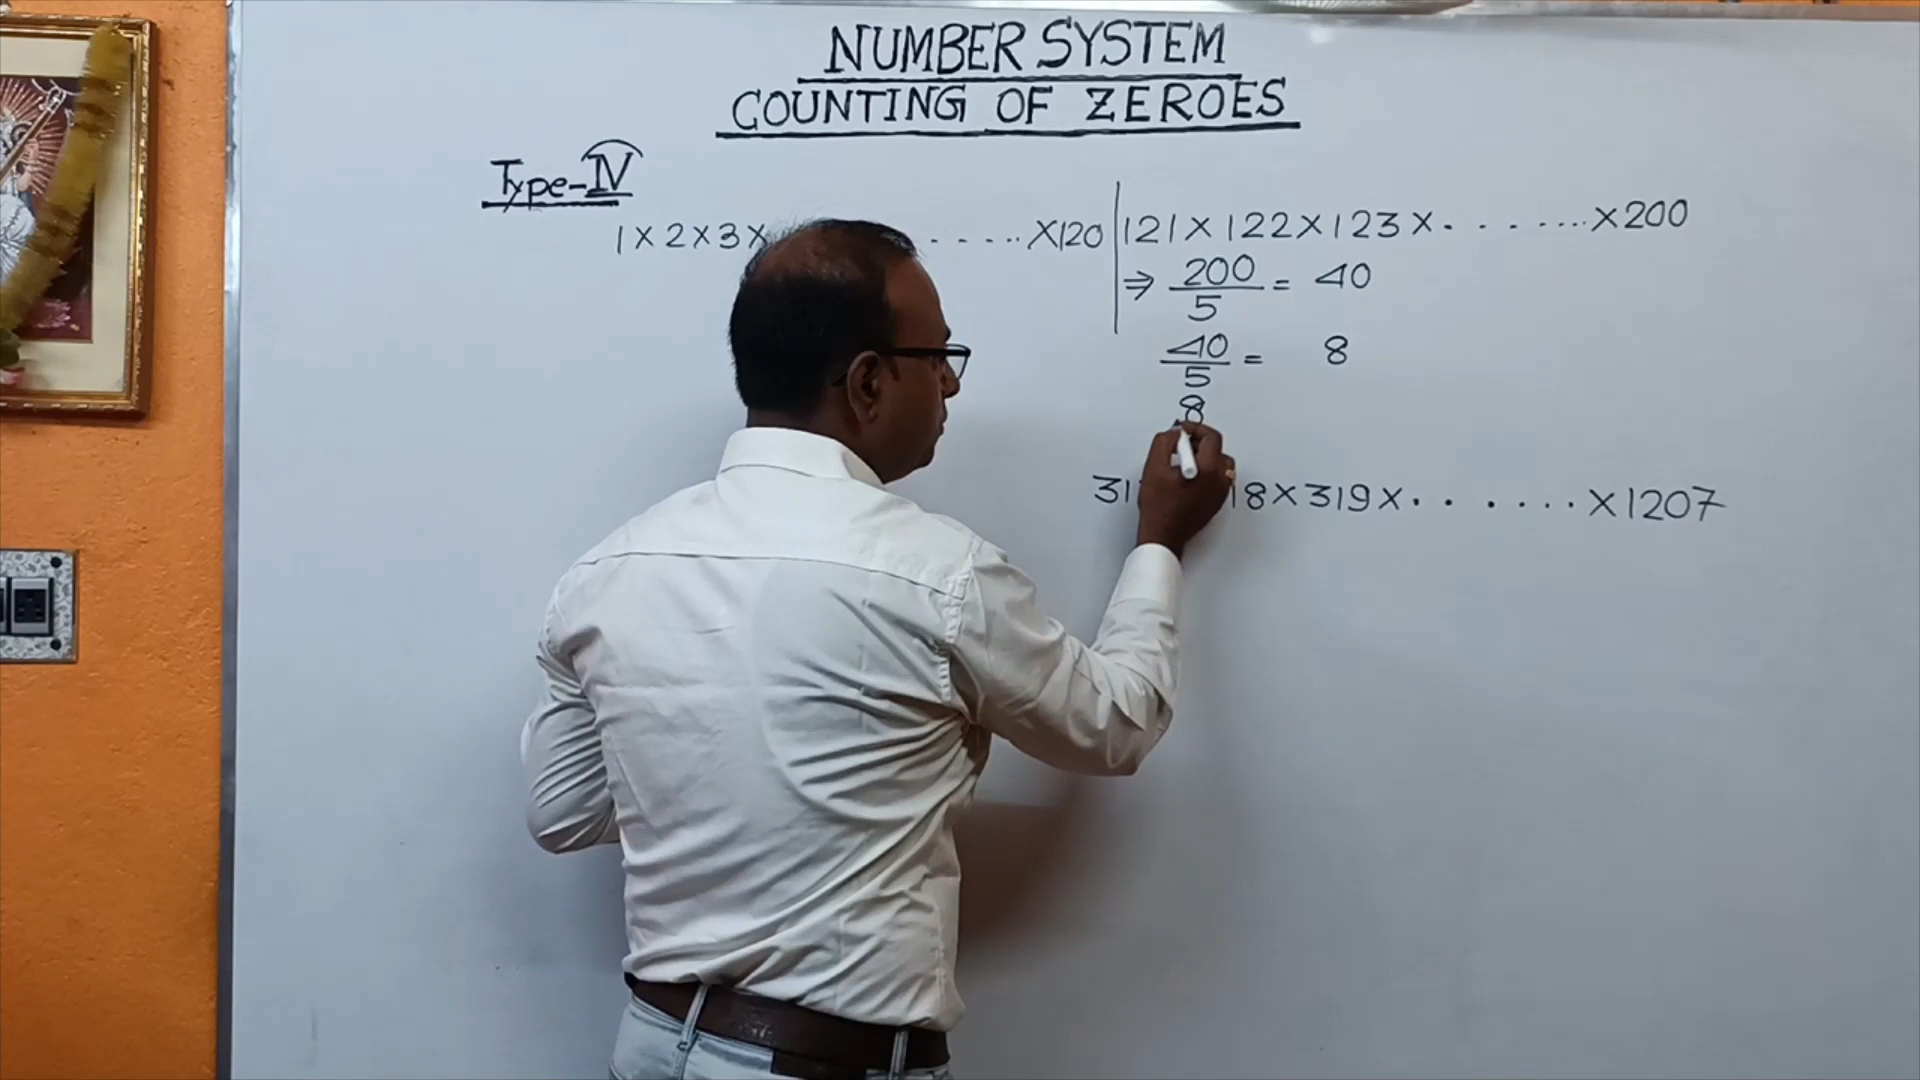 NUMBER SYSTEM
COUNTING OF ZEROES
Type-IV
1×2×3× ·····×120 | 121×122×123×·······×200
⇒ 200/5 = 40
40/5 = 8
8
31 18×319×·······×1207